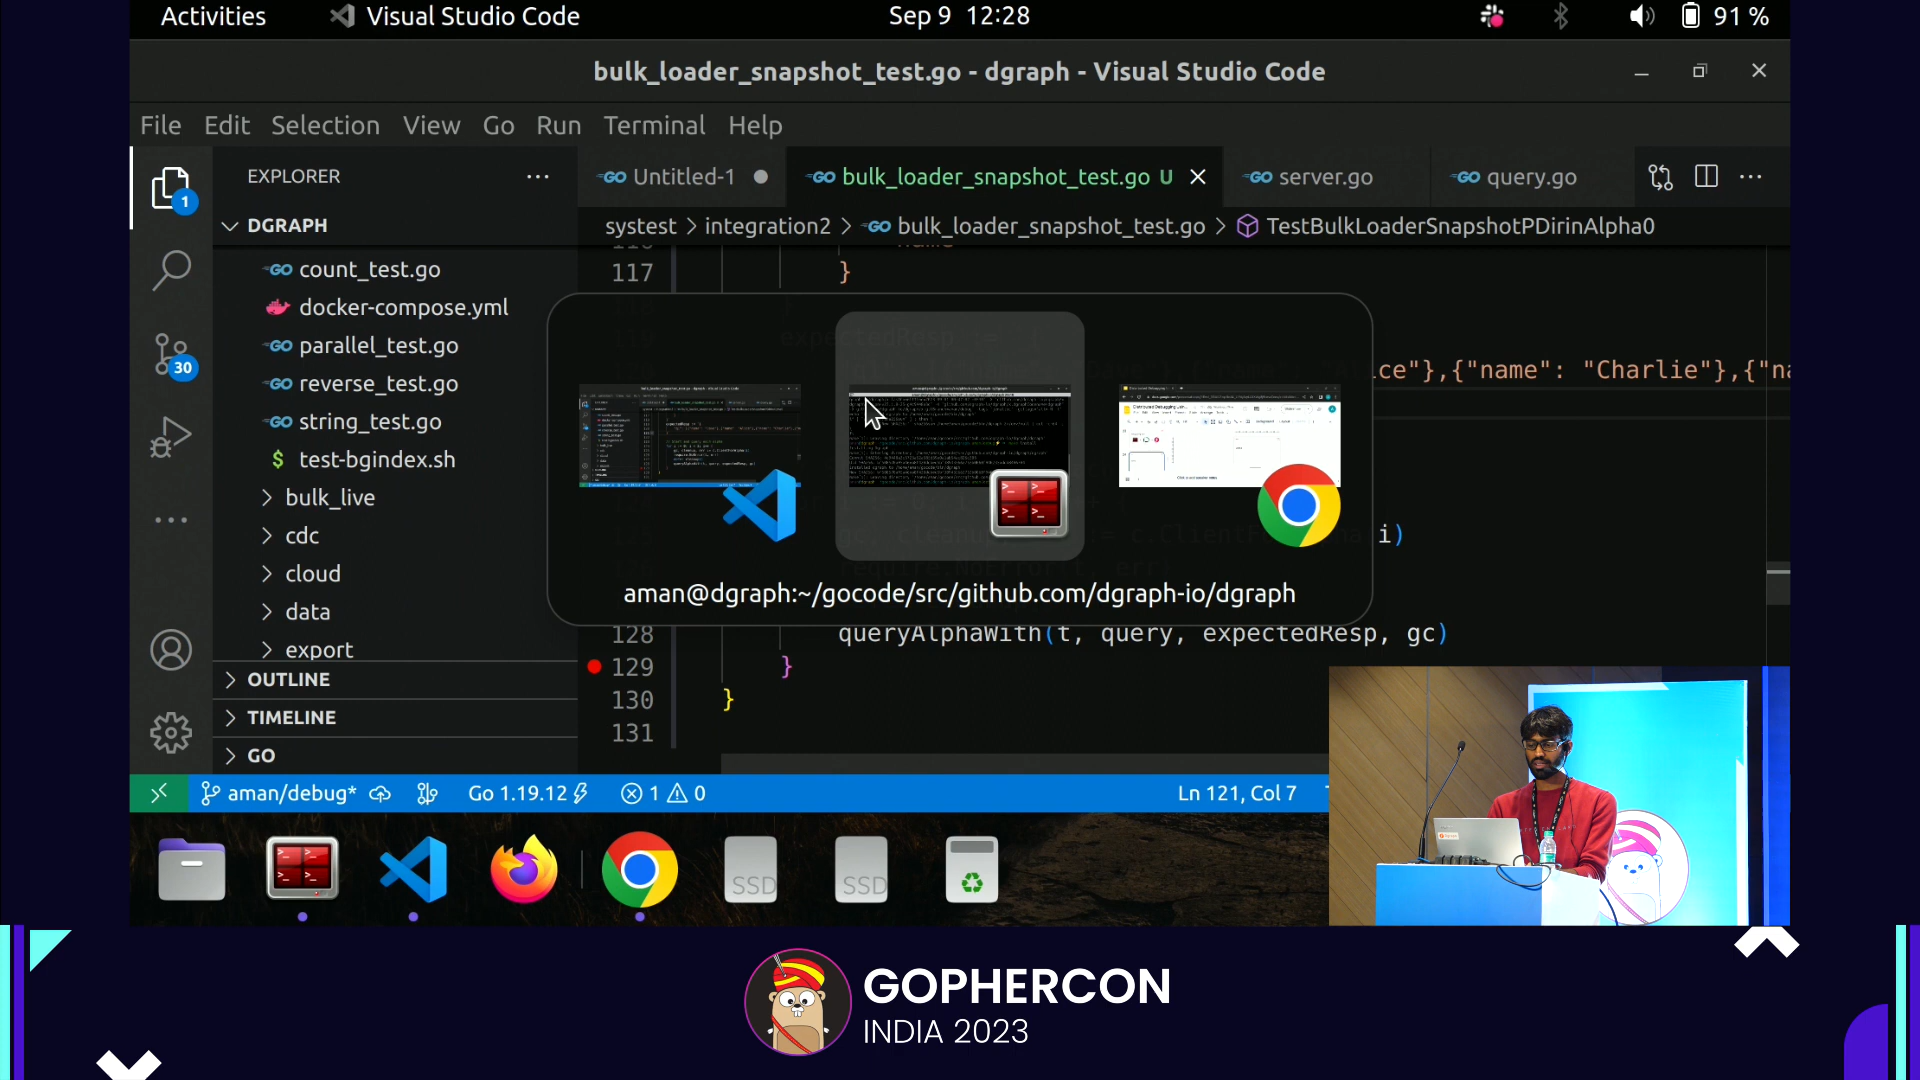 Activities
Visual Studio Code
Sep 9 12:28
91 %
bulk_loader_snapshot_test.go - dgraph - Visual Studio Code
File Edit Selection View Go Run Terminal Help
EXPLORER
Untitled-1
bulk_loader_snapshot_test.go U
server.go
query.go
1
DGRAPH
systest > integration2 > bulk_loader_snapshot_test.go > TestBulkLoaderSnapshotPDirinAlpha0
count_test.go
117 }
docker-compose.yml
parallel_test.go
expectedResp :=
30
ce"},{"name": "Charlie"},{"na
reverse_test.go
string_test.go
test-bgindex.sh
bulk_live
cdc
i)
cloud
aman@dgraph:~/gocode/src/github.com/dgraph-io/dgraph
data
128 queryAlphaWith(t, query, expectedResp, gc)
export
129 }
OUTLINE
130 }
TIMELINE
131
GO
aman/debug*
Go 1.19.12
1 0
Ln 121, Col 7
SSD
SSD
GOPHERCON
INDIA 2023